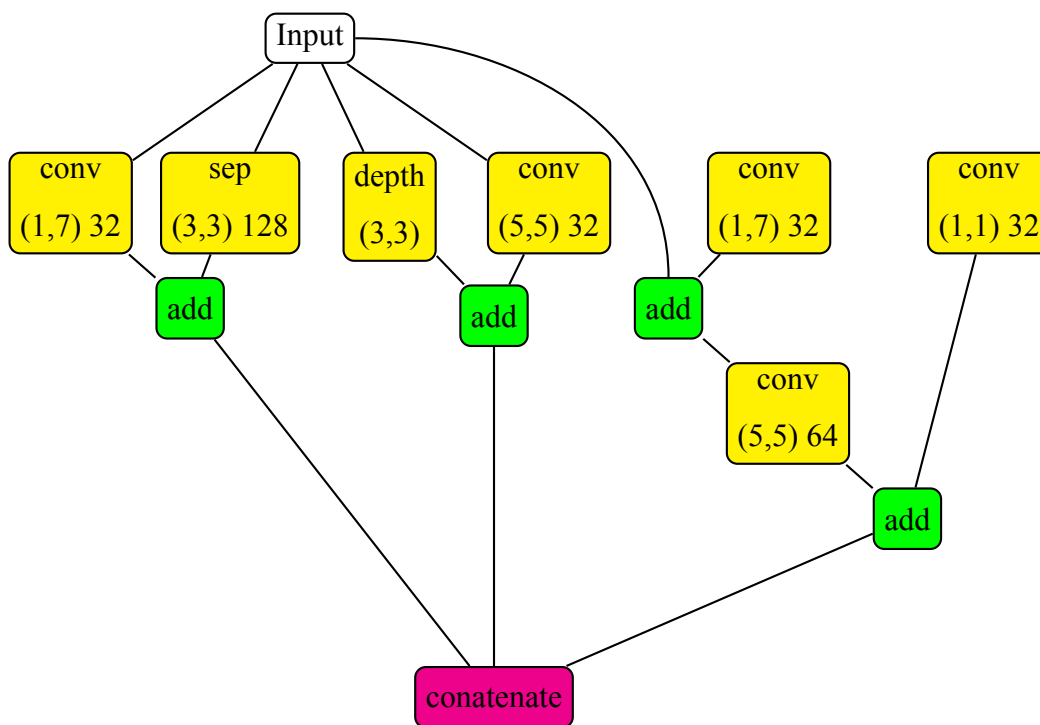 Input
conv
(1,7) 32
sep
(3,3) 128
depth
(3,3)
conv
(5,5) 32
conv
(1,7) 32
conv
(1,1) 32
add
add
add
conv
(5,5) 64
add
conatenate